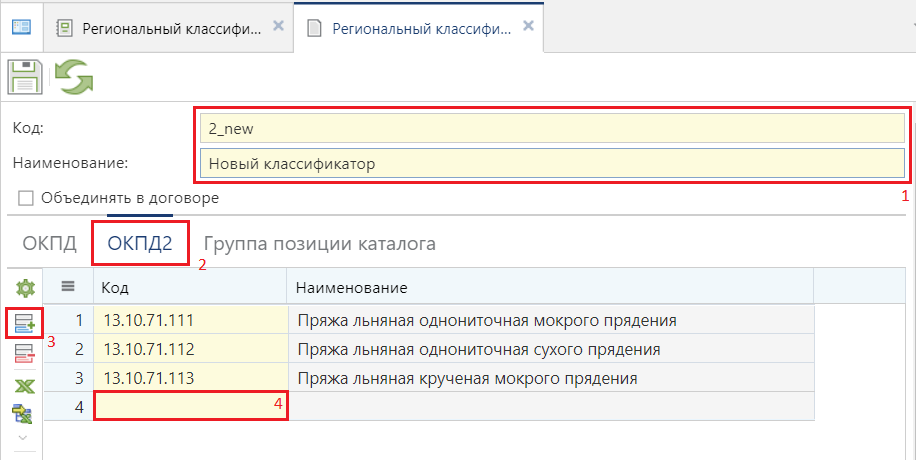 Региональный классифи... Региональный классифи...
Код: 2_new
Наименование: Новый классификатор
1
Объединять в договоре
ОКПД ОКПД2 Группа позиции каталога
2
Код Наименование
1 13.10.71.111 Пряжа льняная однониточная мокрого прядения
3
2 13.10.71.112 Пряжа льняная однониточная сухого прядения
3 13.10.71.113 Пряжа льняная крученая мокрого прядения
4 4